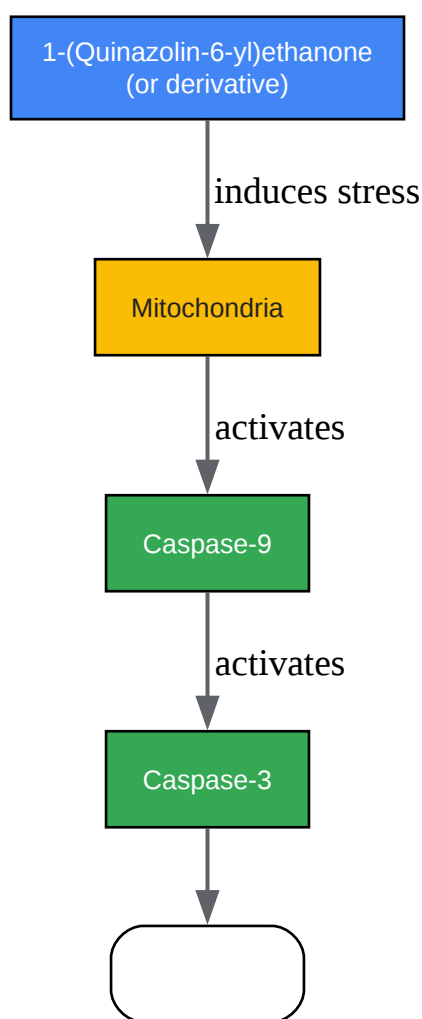 1-(Quinazolin-6-yl)ethanone
(or derivative)
induces stress
Mitochondria
activates
Caspase-9
activates
Caspase-3